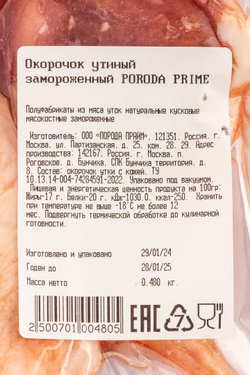 Окорочок утиный
замороженный PORODA PRIME
Полуфабрикаты из мяса уток натуральные кусковые
мясокостные замороженные
Изготовитель: ООО «ПОРОДА ПРАЙМ», 121351, Россия, г.
Москва, ул. Партизанская, д. 25, ком. 28, 29. Адрес
производства: 142167, Россия, г. Москва, п.
Роговское, д. Бунчиха, СПК Бунчиха территория, д.
8. Состав: окорочок утки с кожей. ТУ
10.13.14-004-74284591-2022. Упаковано под вакуумом.
Пищевая и энергетическая ценность продукта на 100гр:
Жиры-17 г. Белки-20 г. кДж-1030.0, ккал-250. Хранить
при температуре не выше -18°С не более 12
мес. Подвергнуть термической обработке до кулинарной
готовности.
Изготовлено и упаковано 29/01/24
Годен до 28/01/25
Масса нетто 0.480 кг.
2 500701 004805
EAC